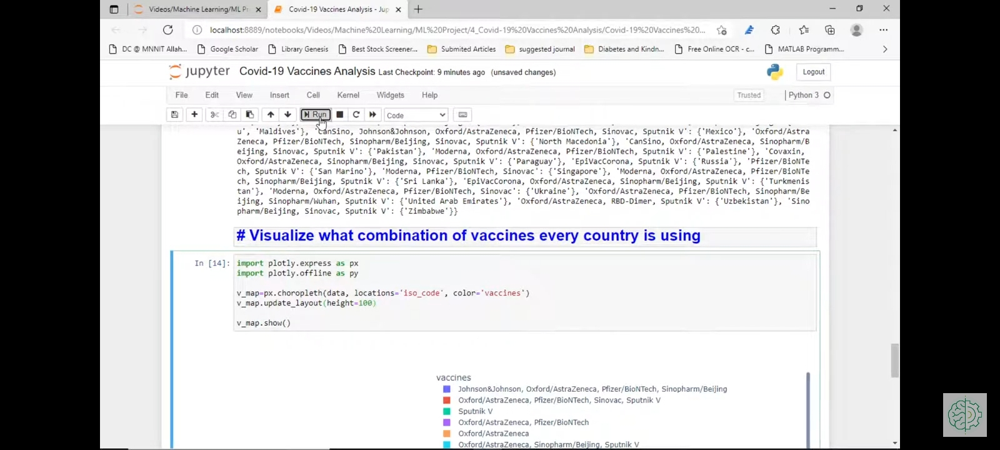 Videos/Machine Learning/ML Pr
Covid-19 Vaccines Analysis - Jup
localhost:8889/notebooks/Videos/Machine%20Learning/ML%20Project/4_Covid-19%20Vaccines%20Analysis/Covid-19%20Vaccines%20...
DC @ MNNIT Allah...
Google Scholar
Library Genesis
Best Stock Screener...
Submited Articles
suggested journal
Diabetes and Kindn...
Free Online OCR - c...
MATLAB Programm...
jupyter Covid-19 Vaccines Analysis Last Checkpoint: 9 minutes ago (unsaved changes)
Logout
File Edit View Insert Cell Kernel Widgets Help
Trusted
Python 3
Run
Code
u', 'Maldives'}, 'CanSino, Johnson&Johnson, Oxford/AstraZeneca, Pfizer/BioNTech, Sinovac, Sputnik V': {'Mexico'}, 'Oxford/Astra
Zeneca, Pfizer/BioNTech, Sinopharm/Beijing, Sinovac, Sputnik V': {'North Macedonia'}, 'CanSino, Oxford/AstraZeneca, Sinopharm/B
eijing, Sinovac, Sputnik V': {'Pakistan'}, 'Moderna, Oxford/AstraZeneca, Pfizer/BioNTech, Sputnik V': {'Palestine'}, 'Covaxin,
Oxford/AstraZeneca, Sinopharm/Beijing, Sinovac, Sputnik V': {'Paraguay'}, 'EpiVacCorona, Sputnik V': {'Russia'}, 'Pfizer/BioNTe
ch, Sputnik V': {'San Marino'}, 'Moderna, Pfizer/BioNTech, Sinovac': {'Singapore'}, 'Moderna, Oxford/AstraZeneca, Pfizer/BioNTe
ch, Sinopharm/Beijing, Sputnik V': {'Sri Lanka'}, 'EpiVacCorona, Oxford/AstraZeneca, Sinopharm/Beijing, Sputnik V': {'Turkmenis
tan'}, 'Moderna, Oxford/AstraZeneca, Pfizer/BioNTech, Sinovac': {'Ukraine'}, 'Oxford/AstraZeneca, Pfizer/BioNTech, Sinopharm/Be
ijing, Sinopharm/Wuhan, Sputnik V': {'United Arab Emirates'}, 'Oxford/AstraZeneca, RBD-Dimer, Sputnik V': {'Uzbekistan'}, 'Sino
pharm/Beijing, Sinovac, Sputnik V': {'Zimbabwe'}}
# Visualize what combination of vaccines every country is using
In [14]:
import plotly.express as px
import plotly.offline as py
v_map=px.choropleth(data, locations='iso_code', color='vaccines')
v_map.update_layout(height=100)
v_map.show()
vaccines
Johnson&Johnson, Oxford/AstraZeneca, Pfizer/BioNTech, Sinopharm/Beijing
Oxford/AstraZeneca, Pfizer/BioNTech, Sinovac, Sputnik V
Sputnik V
Oxford/AstraZeneca, Pfizer/BioNTech
Oxford/AstraZeneca
Oxford/AstraZeneca, Sinopharm/Beijing, Sputnik V